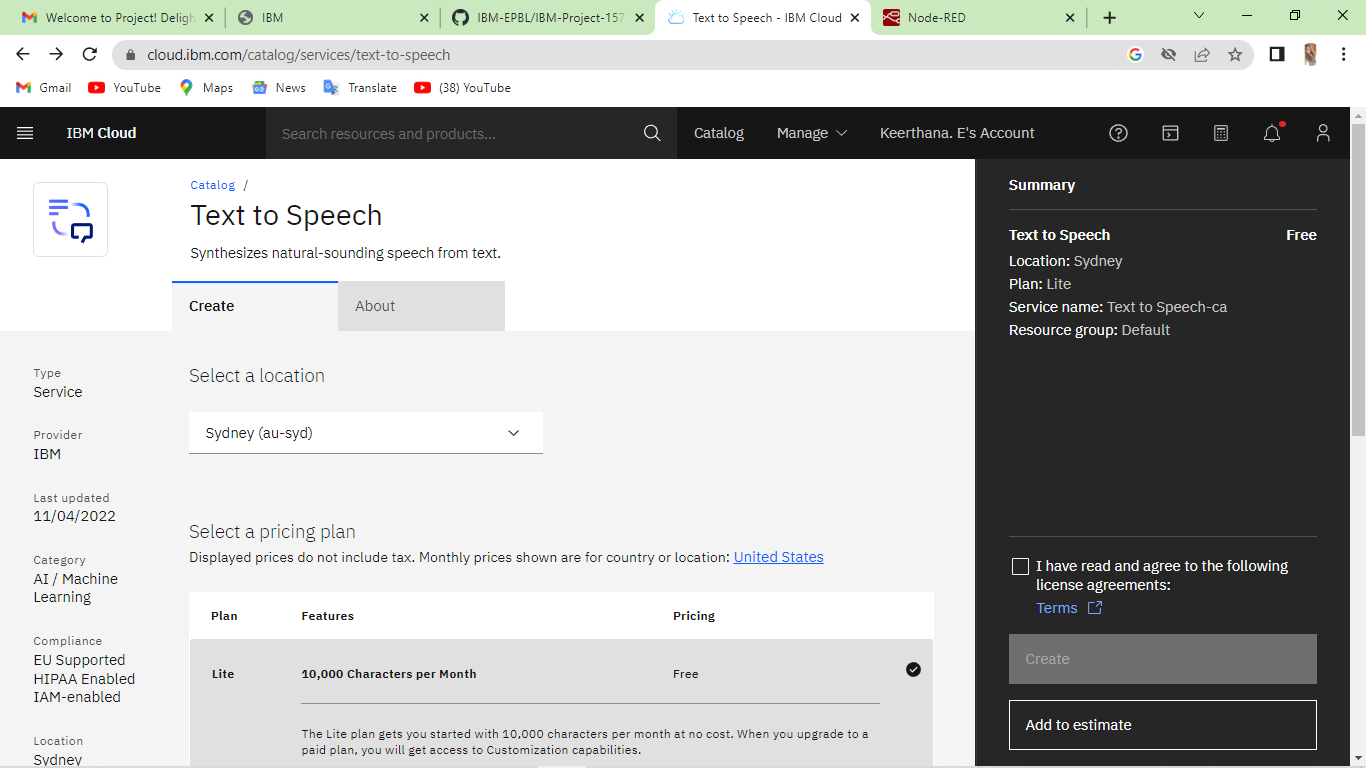 Welcome to Project! Deligh
IBM
IBM-EPBL/IBM-Project-157
Text to Speech - IBM Cloud
Node-RED
cloud.ibm.com/catalog/services/text-to-speech
Gmail
YouTube
Maps
News
Translate
(38) YouTube
IBM Cloud
Search resources and products...
Catalog
Manage
Keerthana. E's Account
Catalog /
Text to Speech
Synthesizes natural-sounding speech from text.
Create
About
Type
Service
Provider
IBM
Last updated
11/04/2022
Category
AI / Machine
Learning
Compliance
EU Supported
HIPAA Enabled
IAM-enabled
Location
Sydney
Select a location
Sydney (au-syd)
Select a pricing plan
Displayed prices do not include tax. Monthly prices shown are for country or location: United States
Plan
Features
Pricing
Lite
10,000 Characters per Month
Free
The Lite plan gets you started with 10,000 characters per month at no cost. When you upgrade to a
paid plan, you will get access to Customization capabilities.
Summary
Text to Speech
Free
Location: Sydney
Plan: Lite
Service name: Text to Speech-ca
Resource group: Default
I have read and agree to the following
license agreements:
Terms
Create
Add to estimate